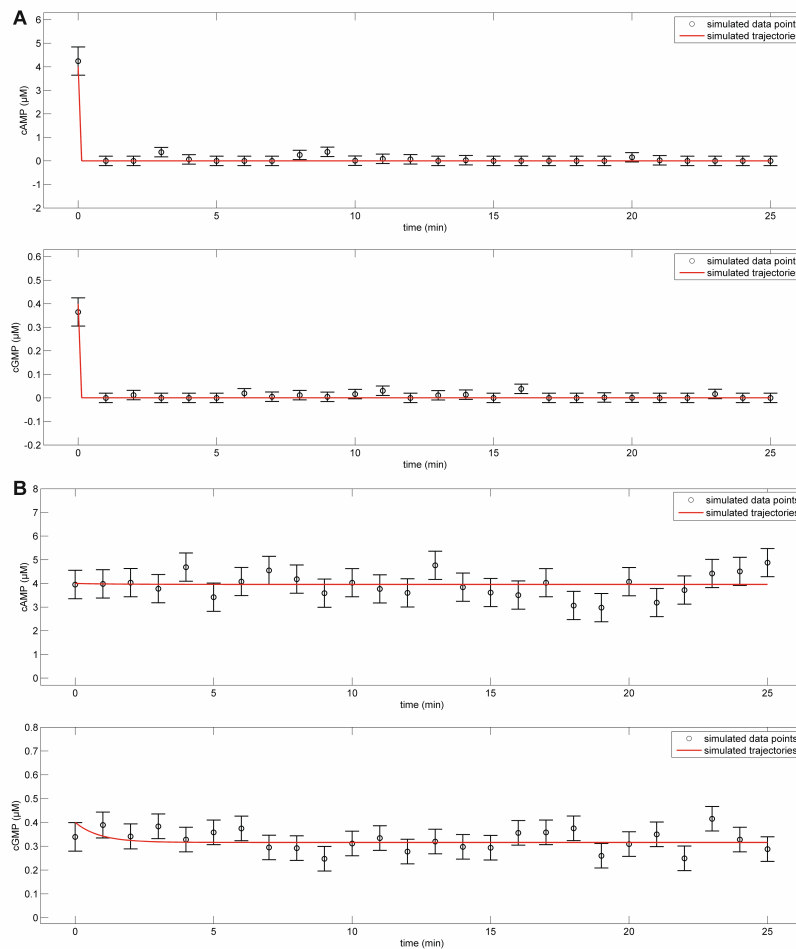 A
6
5
4
3
2
1
0
-1
-2
cAMP (µM)
simulated data points
simulated trajectories
0 5 10 15 20 25
time (min)
0.6
0.5
0.4
0.3
0.2
0.1
0
-0.1
-0.2
cGMP (µM)
simulated data points
simulated trajectories
0 5 10 15 20 25
time (min)
B
8
7
6
5
4
3
2
1
0
cAMP (µM)
simulated data points
simulated trajectories
0 5 10 15 20 25
time (min)
0.8
0.7
0.6
0.5
0.4
0.3
0.2
0.1
0
cGMP (µM)
simulated data points
simulated trajectories
0 5 10 15 20 25
time (min)